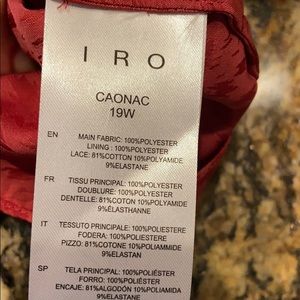 IRO
CAONAC
19W
EN MAIN FABRIC: 100%POLYESTER
LINING : 100%POLYESTER
LACE: 81%COTTON 10%POLYAMIDE
9%ELASTANE
FR TISSU PRINCIPAL: 100%POLYESTER
DOUBLURE: 100%POLYESTER
DENTELLE: 81%COTON 10%POLYAMIDE
9%ÉLASTHANNE
IT TESSUTO PRINCIPALE: 100%POLIESTERE
FODERA: 100%POLIESTERE
PIZZO: 81%COTONE 10%POLIAMMIDE
9%ELASTAN
SP TELA PRINCIPAL: 100%POLIÉSTER
FORRO: 100%POLIÉSTER
ENCAJE: 81%ALGODÓN 10%POLIAMIDA
9%ELASTANO